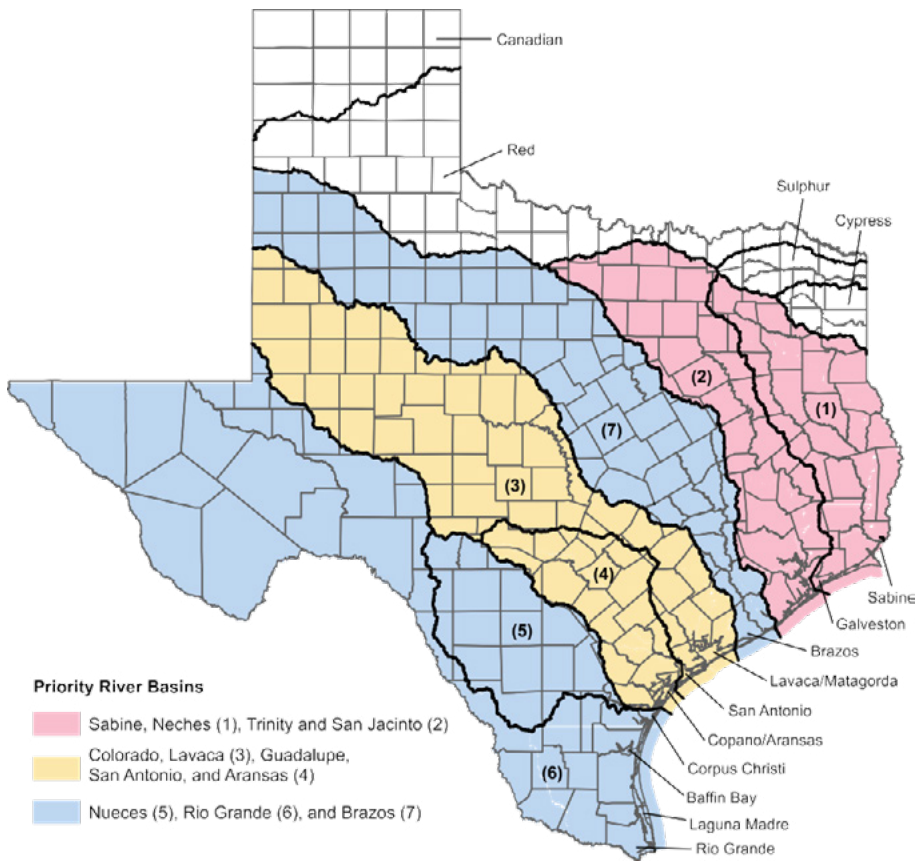 Canadian
Red
Sulphur
Cypress
(2)
(1)
(7)
(3)
(4)
(5)
(6)
Sabine
Galveston
Brazos
Lavaca/Matagorda
San Antonio
Copano/Aransas
Corpus Christi
Baffin Bay
Laguna Madre
Rio Grande
Priority River Basins
Sabine, Neches (1), Trinity and San Jacinto (2)
Colorado, Lavaca (3), Guadalupe,
San Antonio, and Aransas (4)
Nueces (5), Rio Grande (6), and Brazos (7)